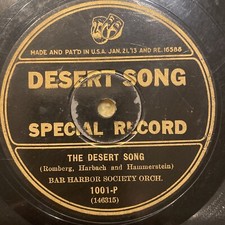 MADE AND PAT'D IN U.S.A. JAN. 21,'13 AND RE. 16588
DESERT SONG
SPECIAL RECORD
THE DESERT SONG
(Romberg, Harbach and Hammerstein)
BAR HARBOR SOCIETY ORCH.
1001-P
(146315)